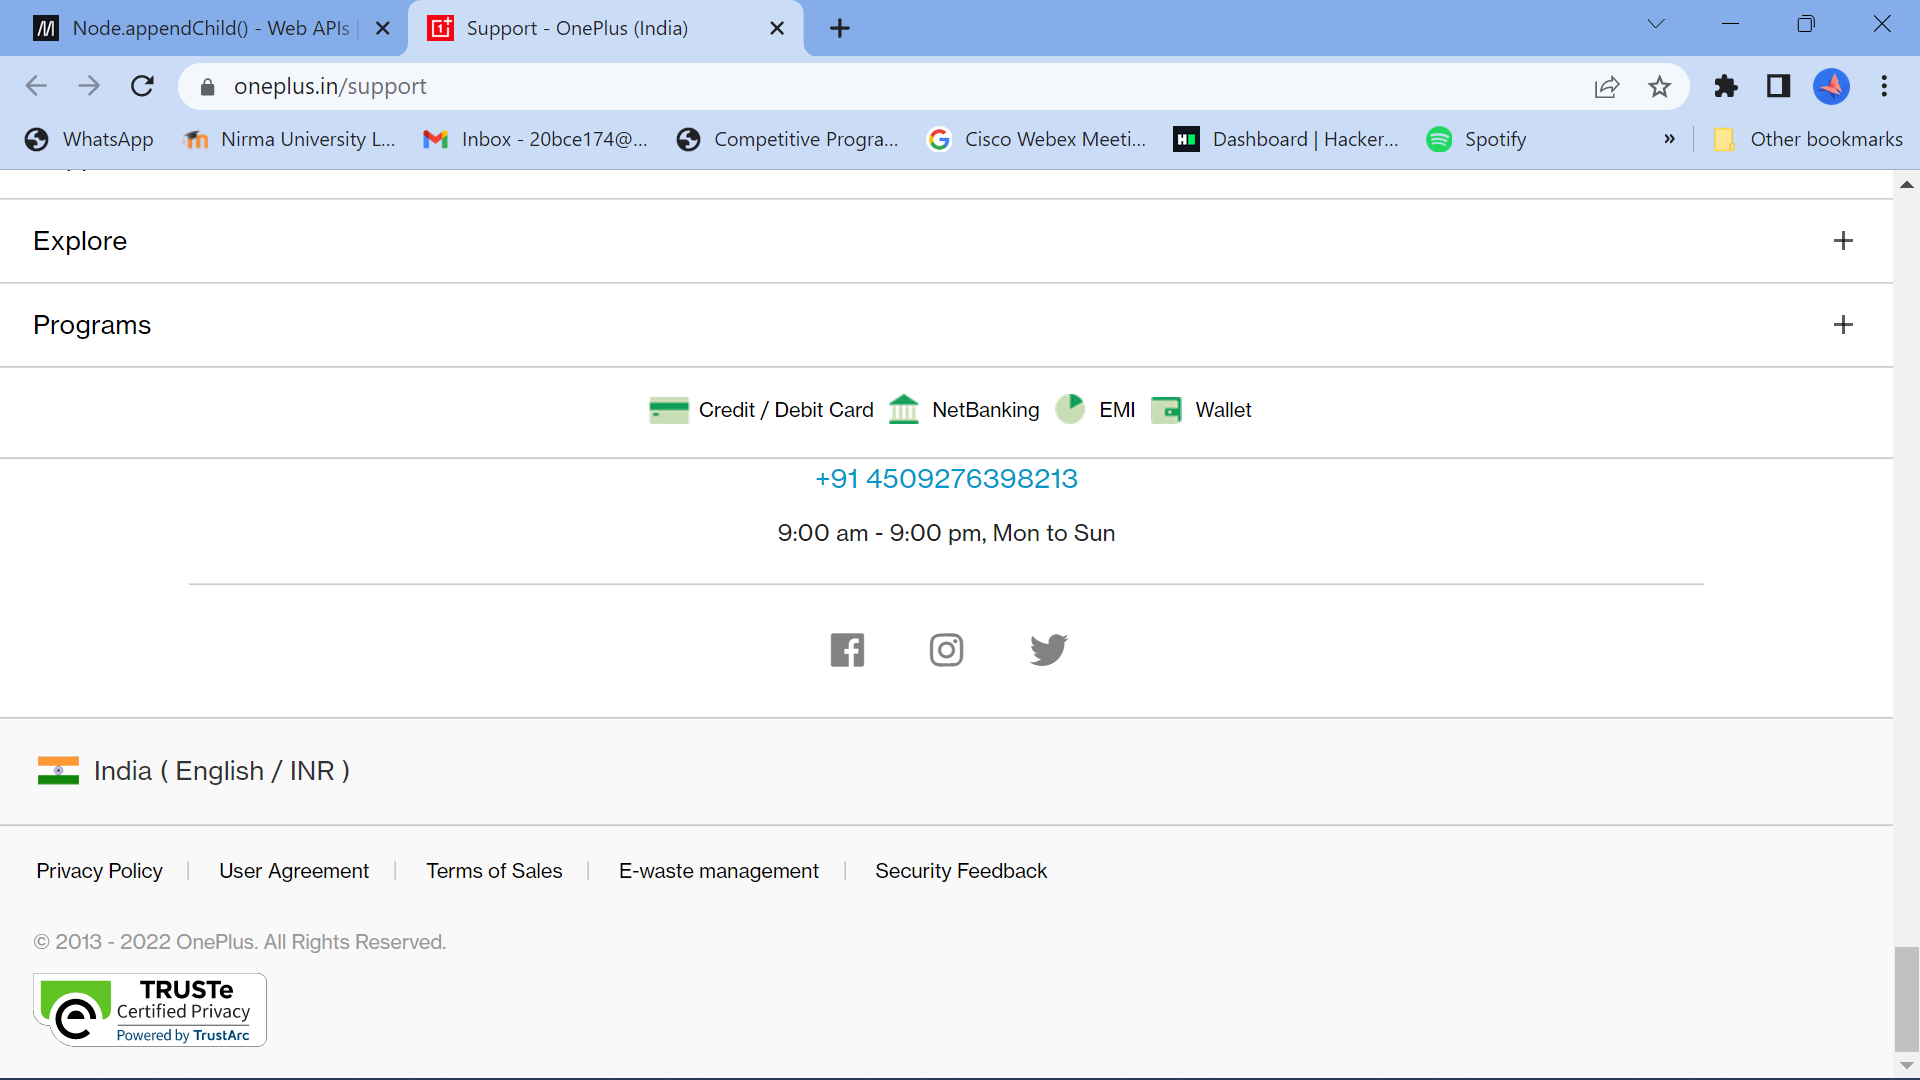 Node.appendChild() - Web APIs
Support - OnePlus (India)
oneplus.in/support
WhatsApp
Nirma University L...
Inbox - 20bce174@...
Competitive Progra...
Cisco Webex Meeti...
Dashboard | Hacker...
Spotify
»
Other bookmarks
Explore
Programs
Credit / Debit Card NetBanking EMI Wallet
+91 4509276398213
9:00 am - 9:00 pm, Mon to Sun
India ( English / INR )
Privacy Policy | User Agreement | Terms of Sales | E-waste management | Security Feedback
© 2013 - 2022 OnePlus. All Rights Reserved.
TRUSTe
Certified Privacy
Powered by TrustArc